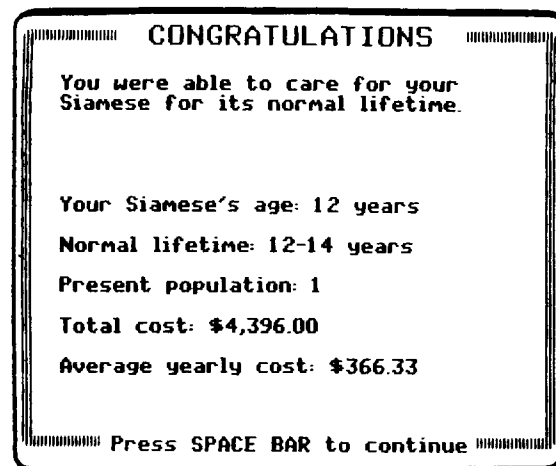 CONGRATULATIONS
You were able to care for your
Siamese for its normal lifetime.
Your Siamese's age: 12 years
Normal lifetime: 12-14 years
Present population: 1
Total cost: $4,396.00
Average yearly cost: $366.33
Press SPACE BAR to continue